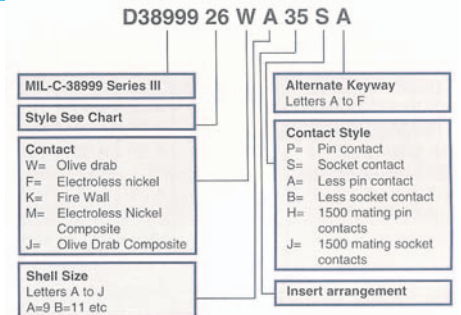 D38999 26 W A 35 S A
MIL-C-38999 Series III
Style See Chart
Contact
W= Olive drab
F= Electroless nickel
K= Fire Wall
M= Electroless Nickel
Composite
J= Olive Drab Composite
Shell Size
Letters A to J
A=9 B=11 etc
Alternate Keyway
Letters A to F
Contact Style
P= Pin contact
S= Socket contact
A= Less pin contact
B= Less socket contact
H= 1500 mating pin
contacts
J= 1500 mating socket
contacts
Insert arrangement